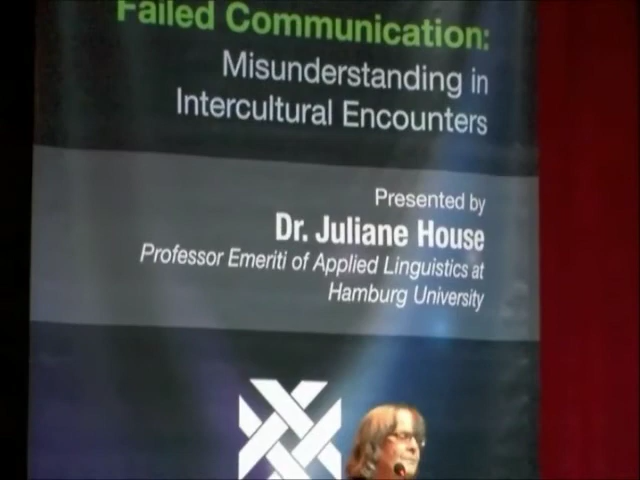 Failed Communication:
Misunderstanding in
Intercultural Encounters
Presented by
Dr. Juliane House
Professor Emeriti of Applied Linguistics at
Hamburg University